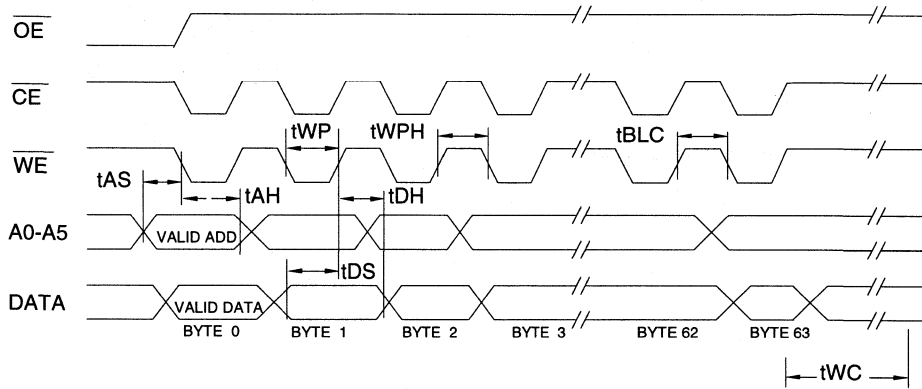 OE
CE
tWP
tWPH
tBLC
WE
tAS
tAH
tDH
A0-A5
VALID ADD
tDS
DATA
VALID DATA
BYTE 0
BYTE 1
BYTE 2
BYTE 3
BYTE 62
BYTE 63
tWC